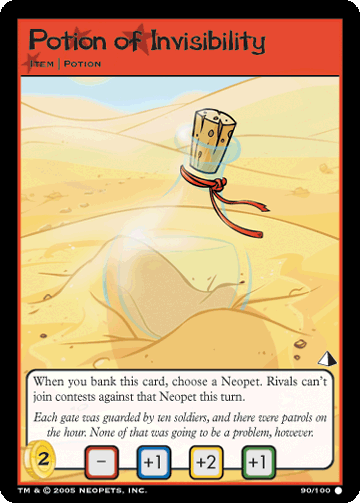 Potion of Invisibility
Item | Potion
When you bank this card, choose a Neopet. Rivals can't
join contests against that Neopet this turn.
Each gate was guarded by ten soldiers, and there were patrols on
the hour. None of that was going to be a problem, however.
2 – +1 +2 +1
TM & © 2005 NEOPETS, INC. 90/100